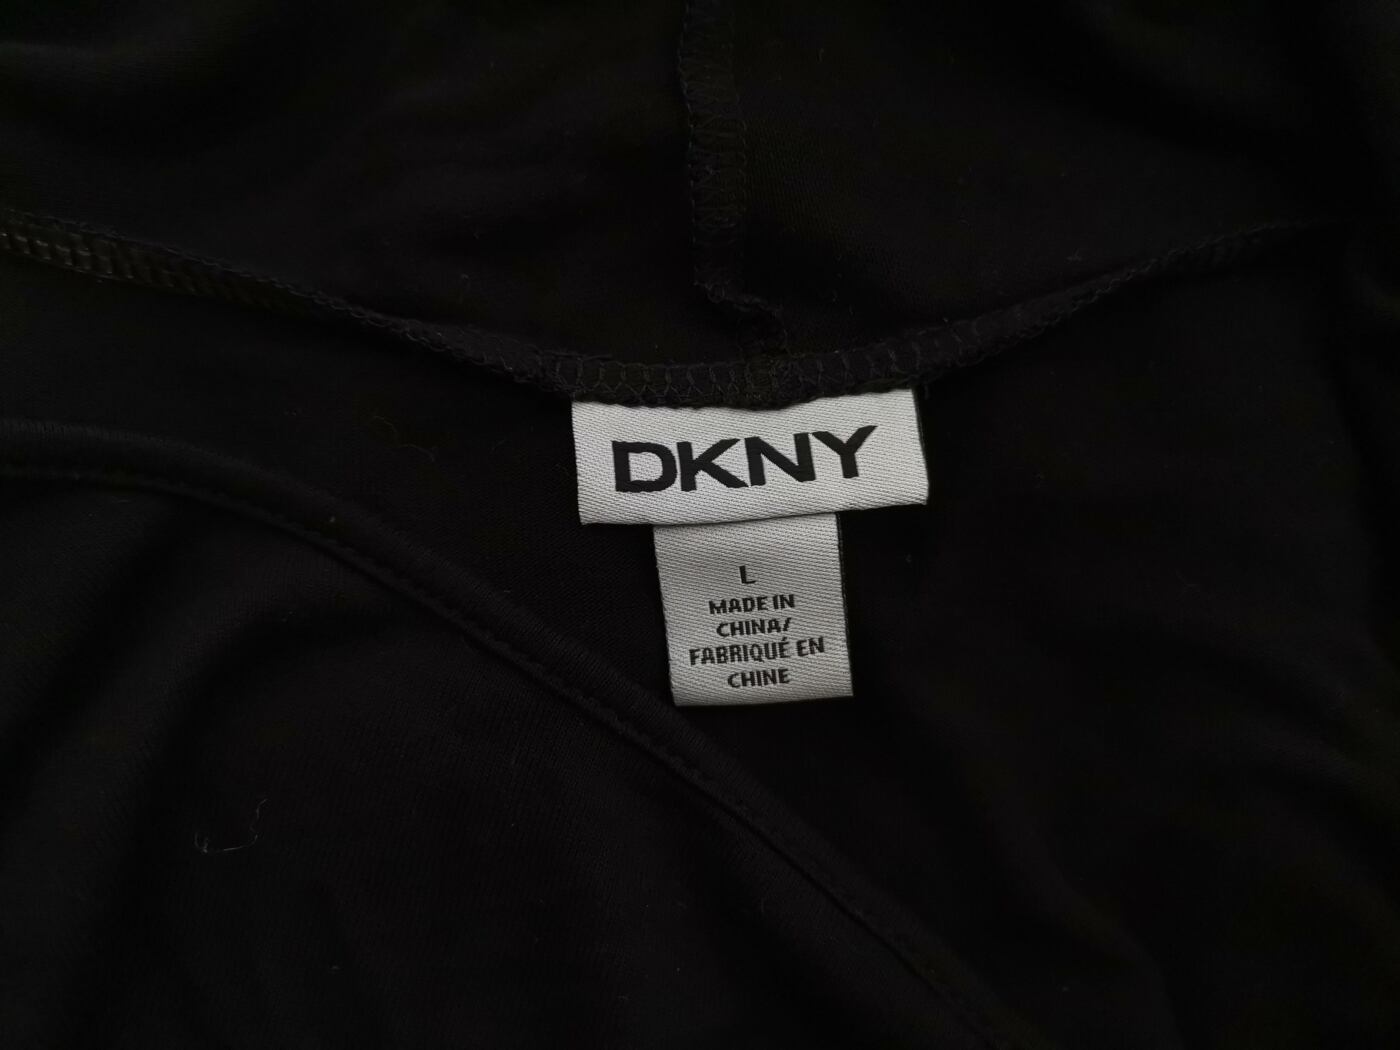 DKNY
L
MADE IN
CHINA/
FABRIQUÉ EN
CHINE